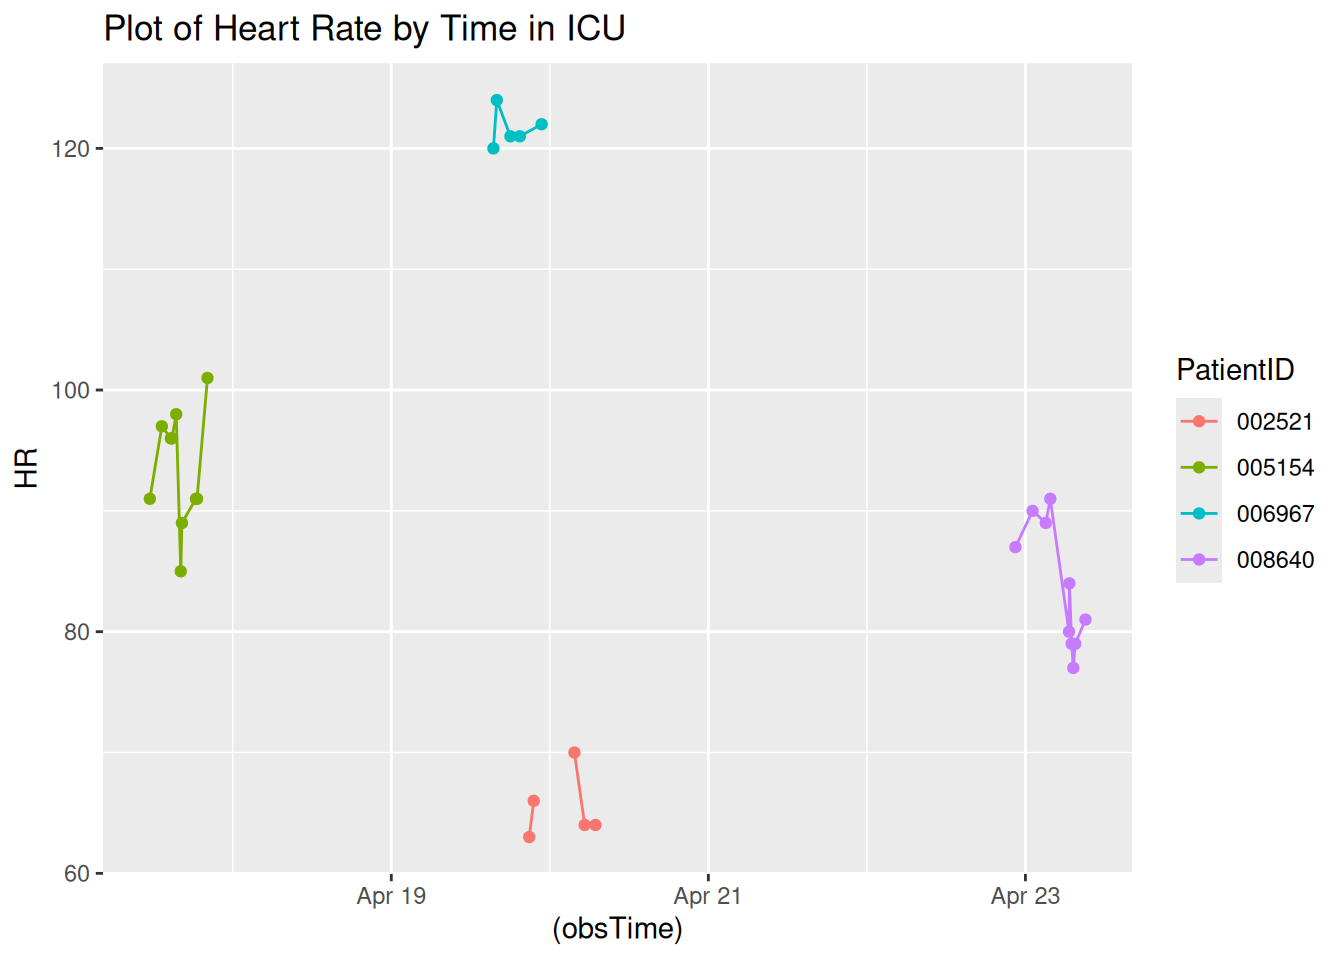 Plot of Heart Rate by Time in ICU
120
100
80
60
HR
Apr 19
Apr 21
Apr 23
(obsTime)
PatientID
002521
005154
006967
008640